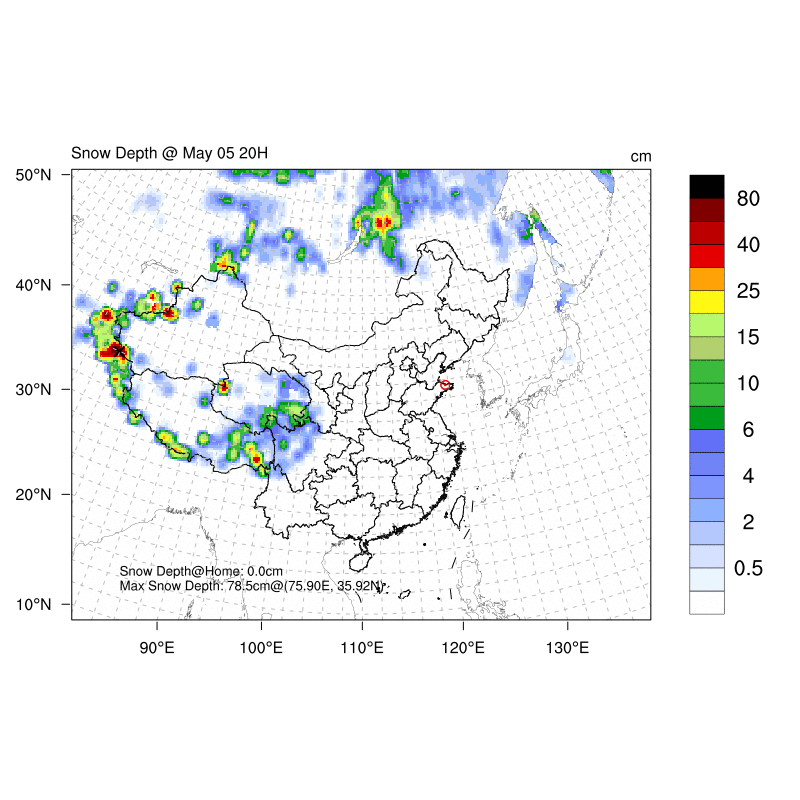 Snow Depth @ May 05 20H
cm
50°N
40°N
30°N
20°N
10°N
90°E
100°E
110°E
120°E
130°E
80
40
25
15
10
6
4
2
0.5
Snow Depth@Home: 0.0cm
Max Snow Depth: 78.5cm@(75.90E, 35.92N)